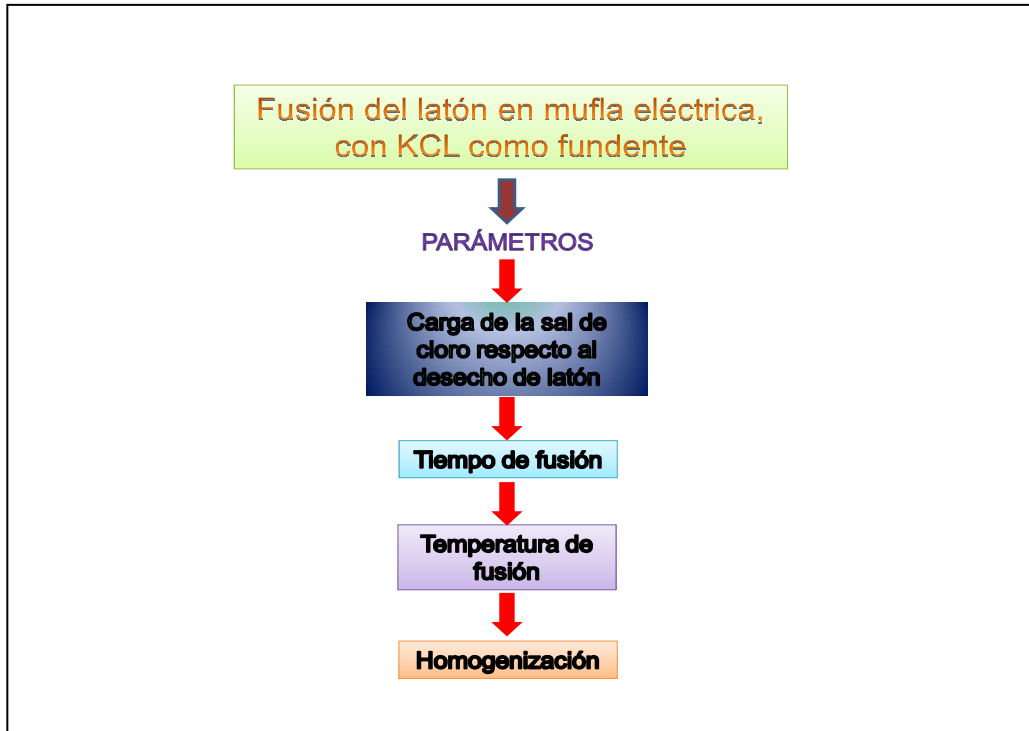 Fusión del latón en mufla eléctrica,
con KCL como fundente
PARÁMETROS
Carga de la sal de
cloro respecto al
desecho de latón
Tiempo de fusión
Temperatura de
fusión
Homogenización